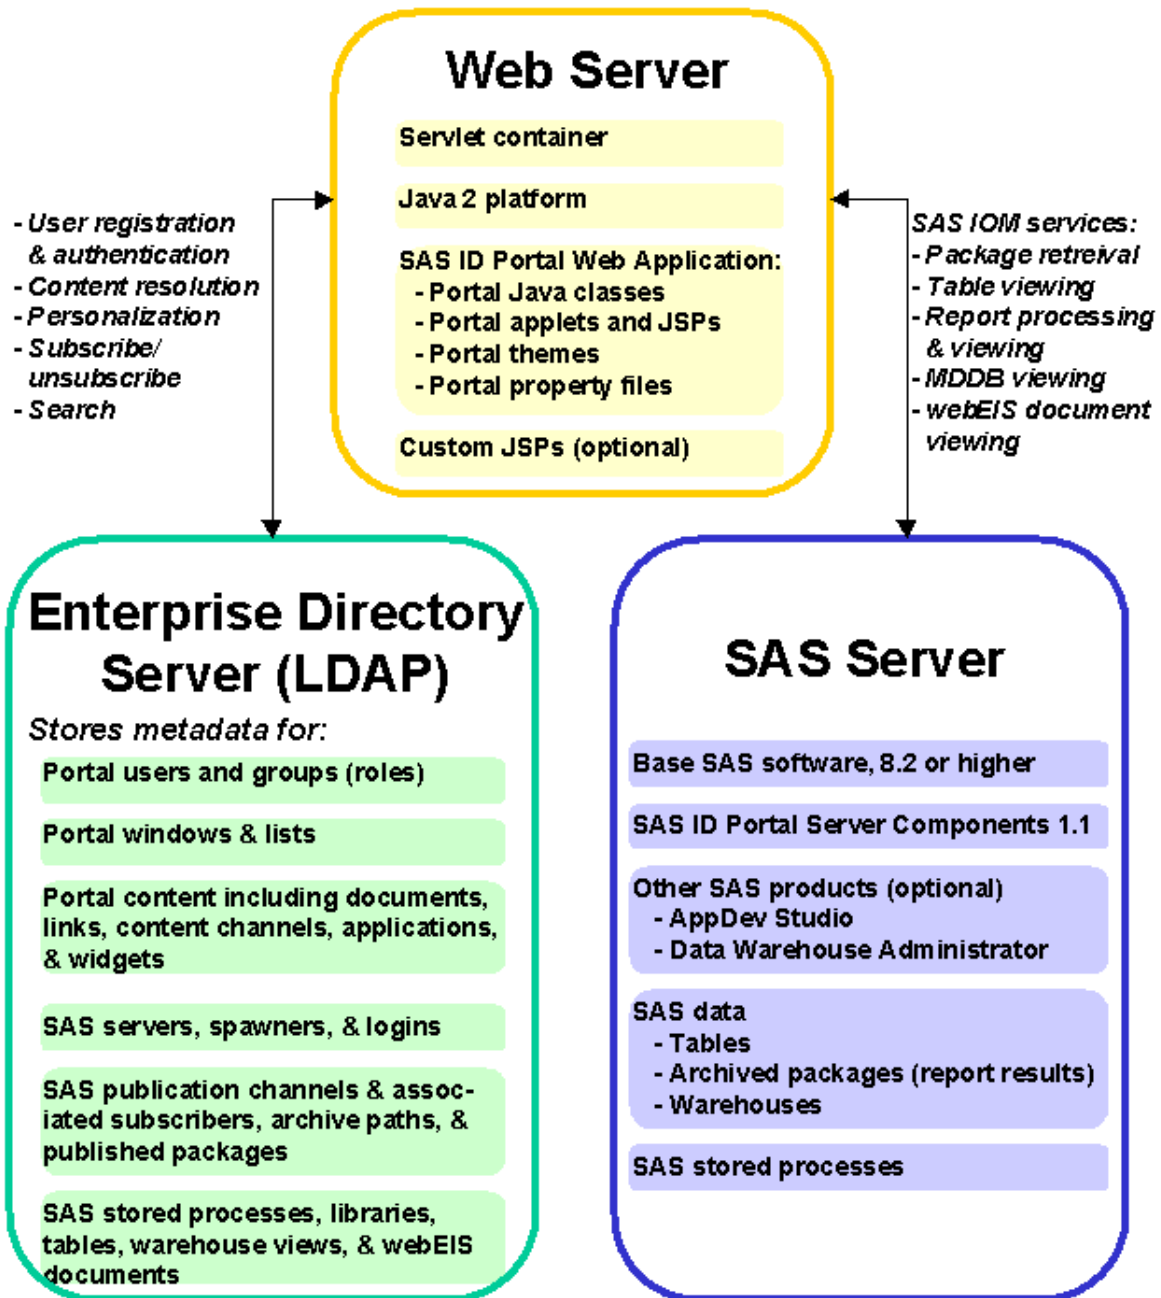 Web Server
Servlet container
Java 2 platform
SAS ID Portal Web Application:
- Portal Java classes
- Portal applets and JSPs
- Portal themes
- Portal property files
Custom JSPs (optional)
- User registration
& authentication
- Content resolution
- Personalization
- Subscribe/
unsubscribe
- Search
SAS IOM services:
- Package retreival
- Table viewing
- Report processing
& viewing
- MDDB viewing
- webEIS document
viewing
Enterprise Directory
Server (LDAP)
Stores metadata for:
Portal users and groups (roles)
Portal windows & lists
Portal content including documents,
links, content channels, applications,
& widgets
SAS servers, spawners, & logins
SAS publication channels & assoc-
iated subscribers, archive paths, &
published packages
SAS stored processes, libraries,
tables, warehouse views, & webEIS
documents
SAS Server
Base SAS software, 8.2 or higher
SAS ID Portal Server Components 1.1
Other SAS products (optional)
- AppDev Studio
- Data Warehouse Administrator
SAS data
- Tables
- Archived packages (report results)
- Warehouses
SAS stored processes